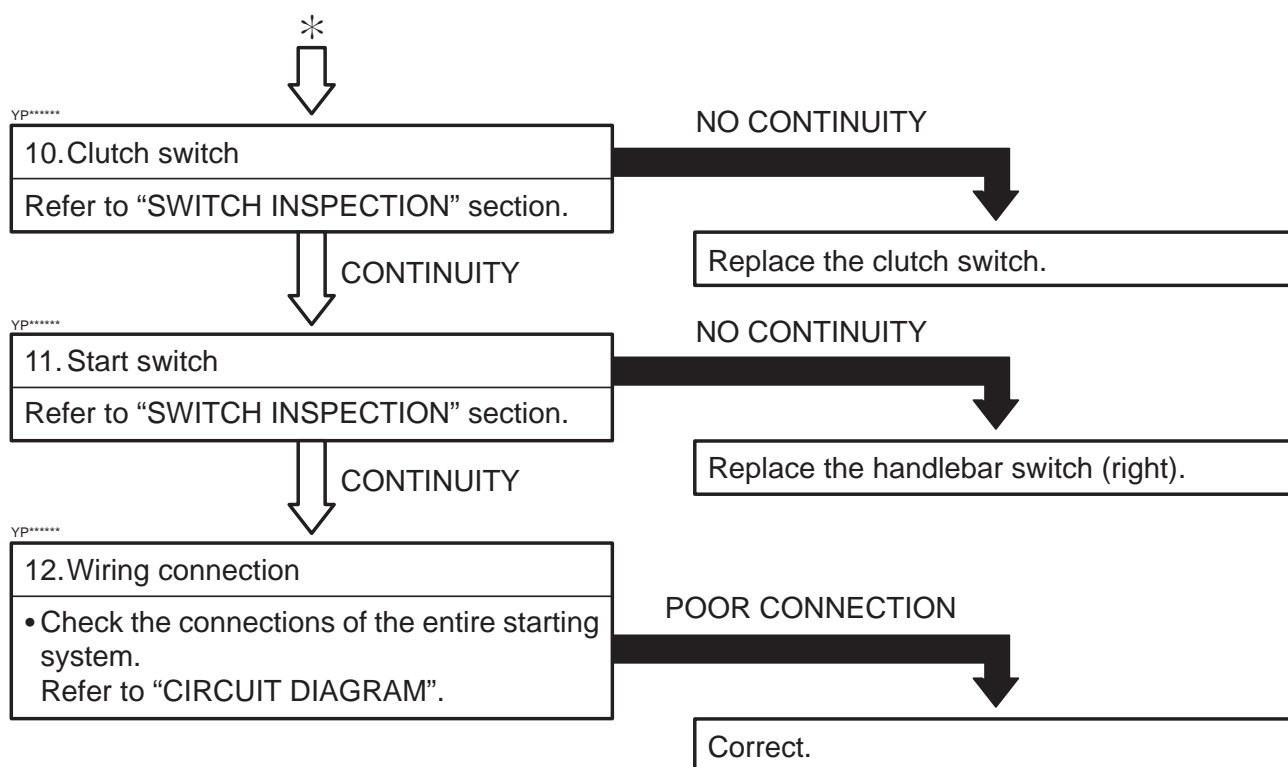 *
YP******
10.Clutch switch
NO CONTINUITY
Refer to “SWITCH INSPECTION” section.
CONTINUITY
Replace the clutch switch.
YP******
11.Start switch
NO CONTINUITY
Refer to “SWITCH INSPECTION” section.
CONTINUITY
Replace the handlebar switch (right).
YP******
12.Wiring connection
• Check the connections of the entire starting
system.
Refer to “CIRCUIT DIAGRAM”.
POOR CONNECTION
Correct.